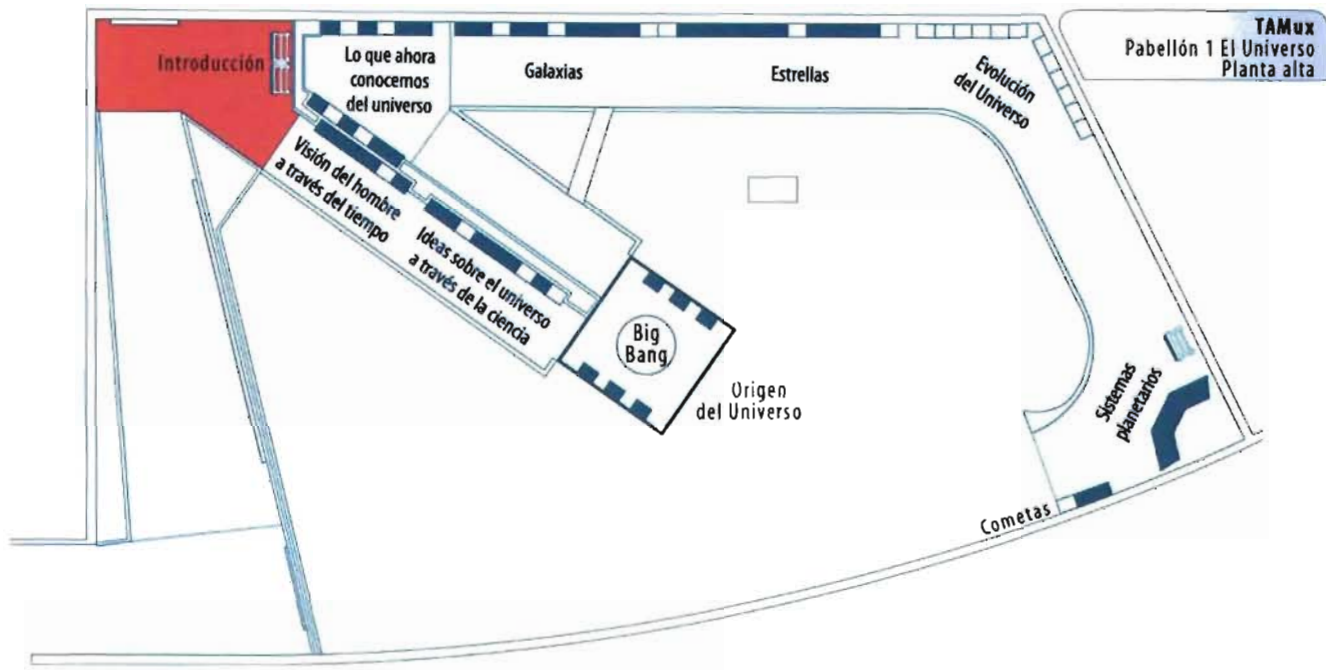 TAMux
Pabellón 1 El Universo
Planta alta
Introducción
Lo que ahora
conocemos
del universo
Galaxias
Estrellas
Evolución
del Universo
Visión del hombre
a través del tiempo
Ideas sobre el universo
a través de la ciencia
Big
Bang
Origen
del Universo
Sistemas
planetarios
Cometas